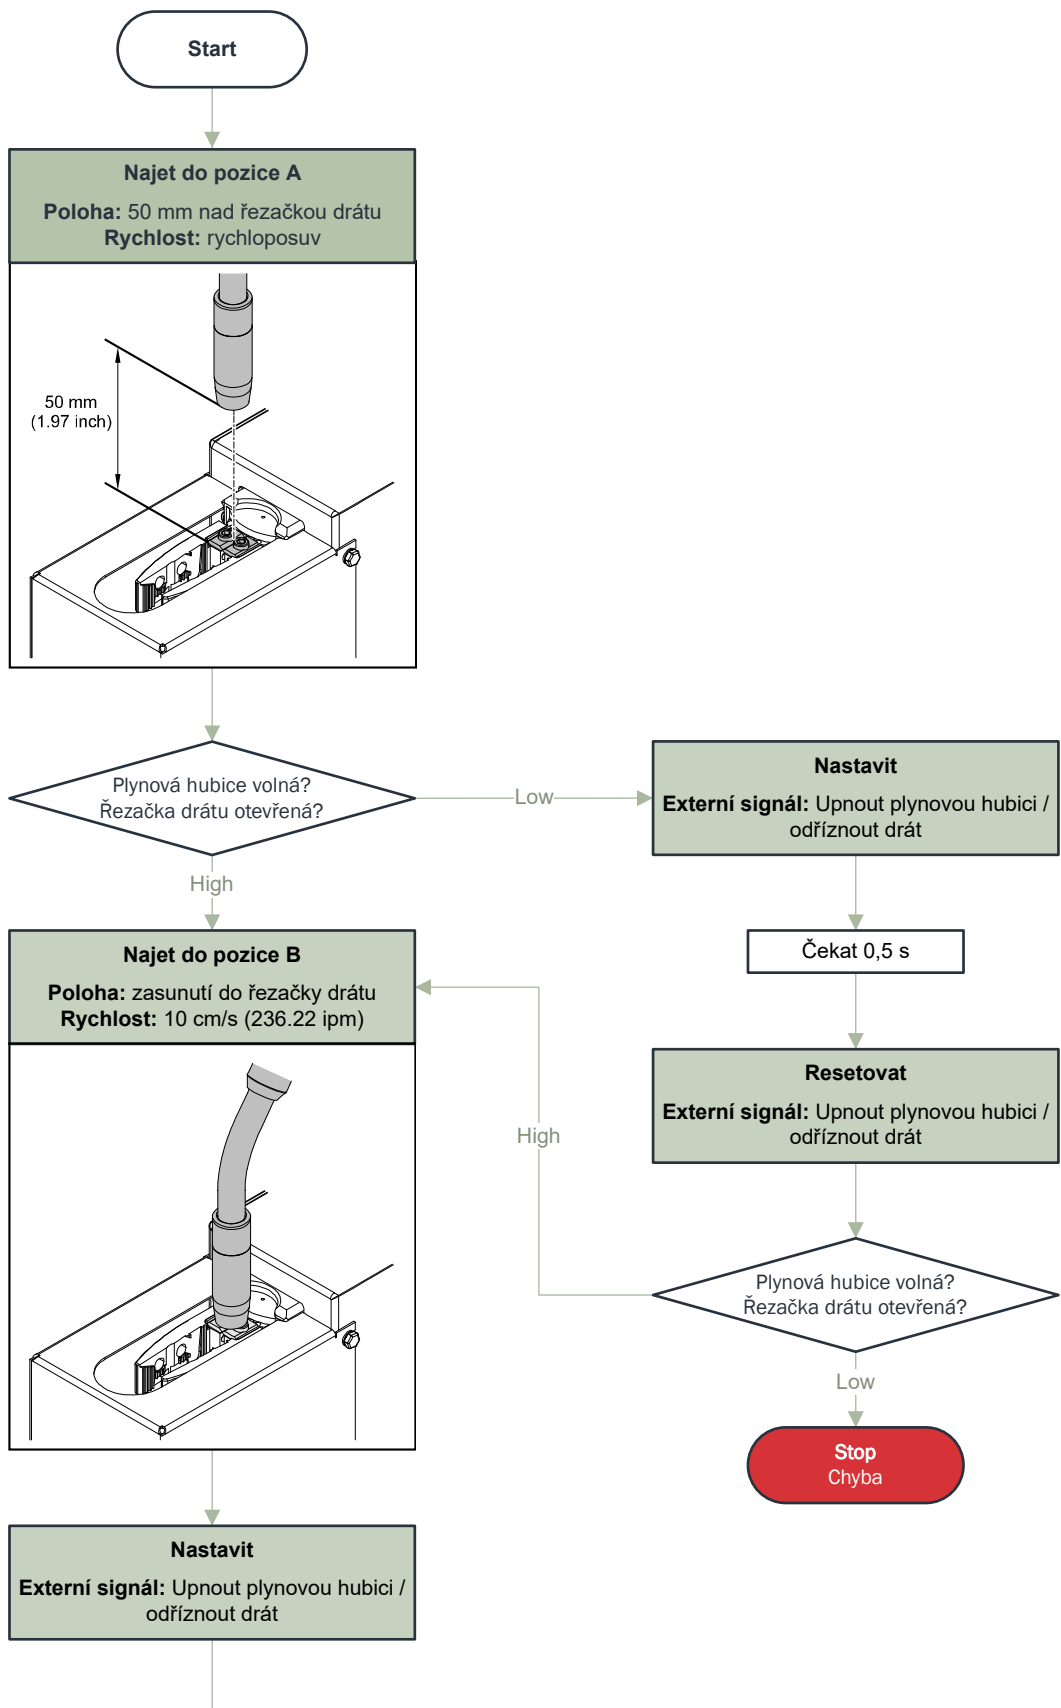 Start
Najet do pozice A
Poloha: 50 mm nad řezačkou drátu
Rychlost: rychloposuv
50 mm
(1.97 inch)
Plynová hubice volná?
Řezačka drátu otevřená?
Low
Nastavit
Externí signál: Upnout plynovou hubici /
odříznout drát
High
Čekat 0,5 s
Najet do pozice B
Poloha: zasunutí do řezačky drátu
Rychlost: 10 cm/s (236.22 ipm)
Resetovat
Externí signál: Upnout plynovou hubici /
odříznout drát
High
Plynová hubice volná?
Řezačka drátu otevřená?
Low
Stop
Chyba
Nastavit
Externí signál: Upnout plynovou hubici /
odříznout drát